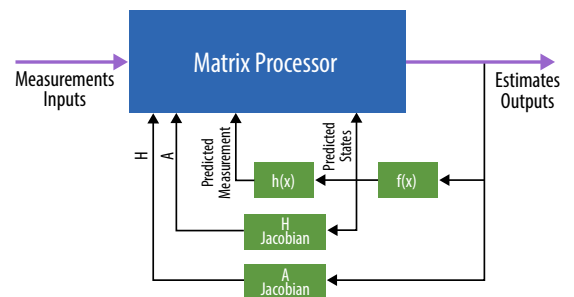 Matrix Processor
Measurements
Inputs
Estimates
Outputs
H
A
Predicted
Measurement
Predicted
States
h(x)
f(x)
H
Jacobian
A
Jacobian